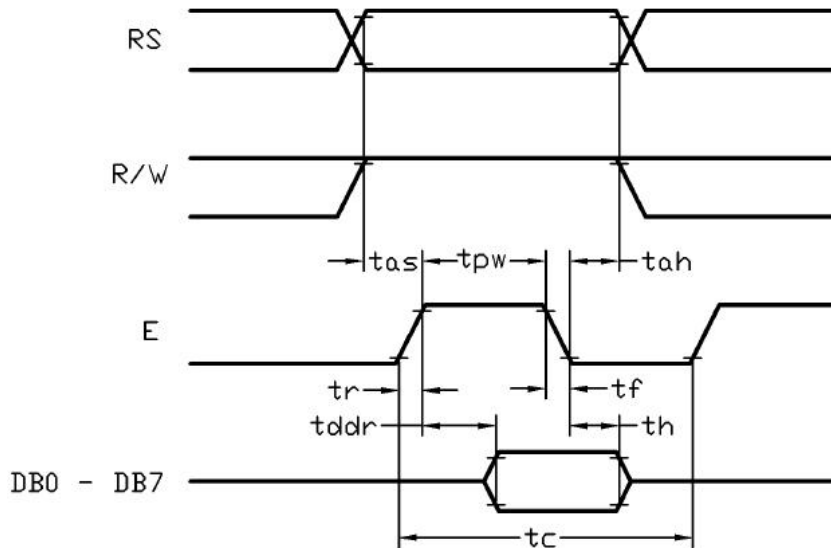 RS
R/W
tas tpw tah
E
tr tf
tddr th
DB0 - DB7
tc